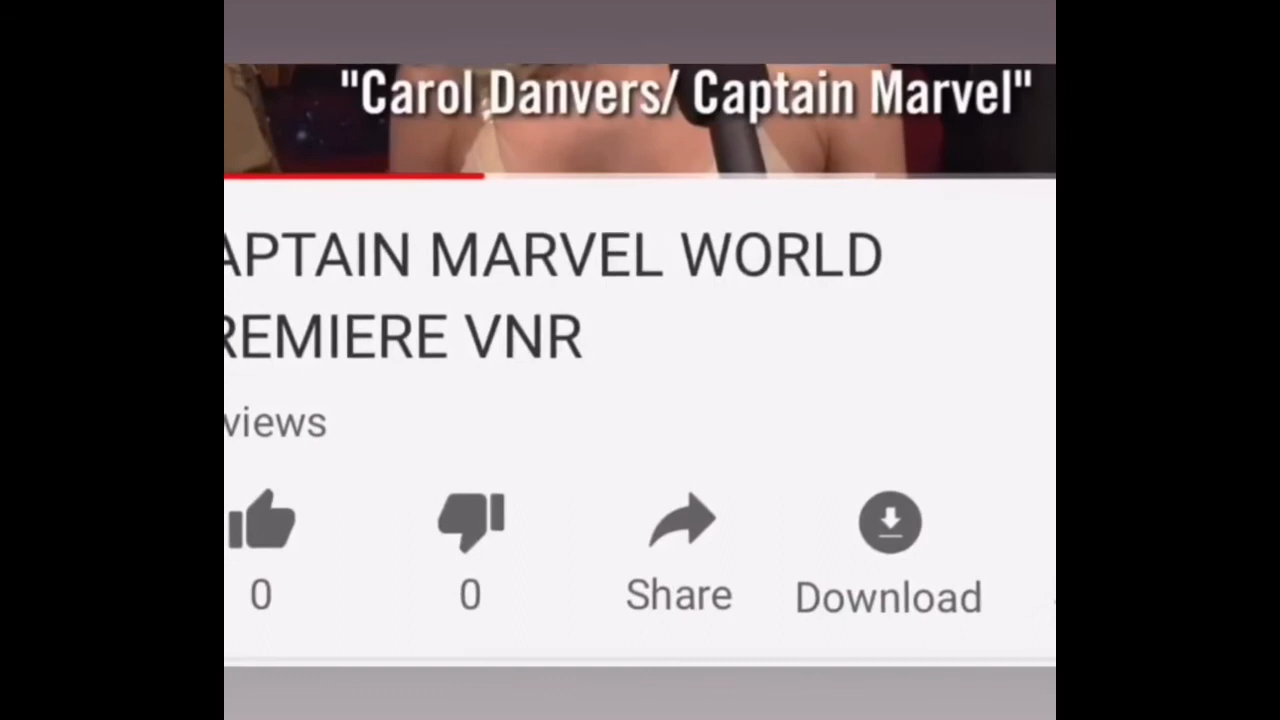 "Carol Danvers/ Captain Marvel"
APTAIN MARVEL WORLD
REMIERE VNR
views
0
0
Share
Download